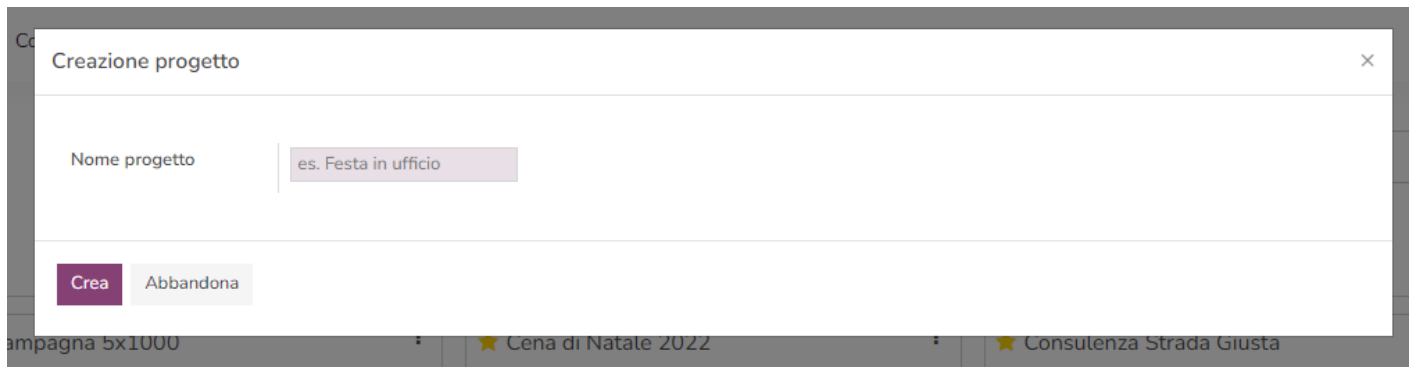 Co
Creazione progetto ×
Nome progetto
es. Festa in ufficio
Crea Abbandona
ampagna 5x1000 Cena di Natale 2022 Consulenza Strada Giusta